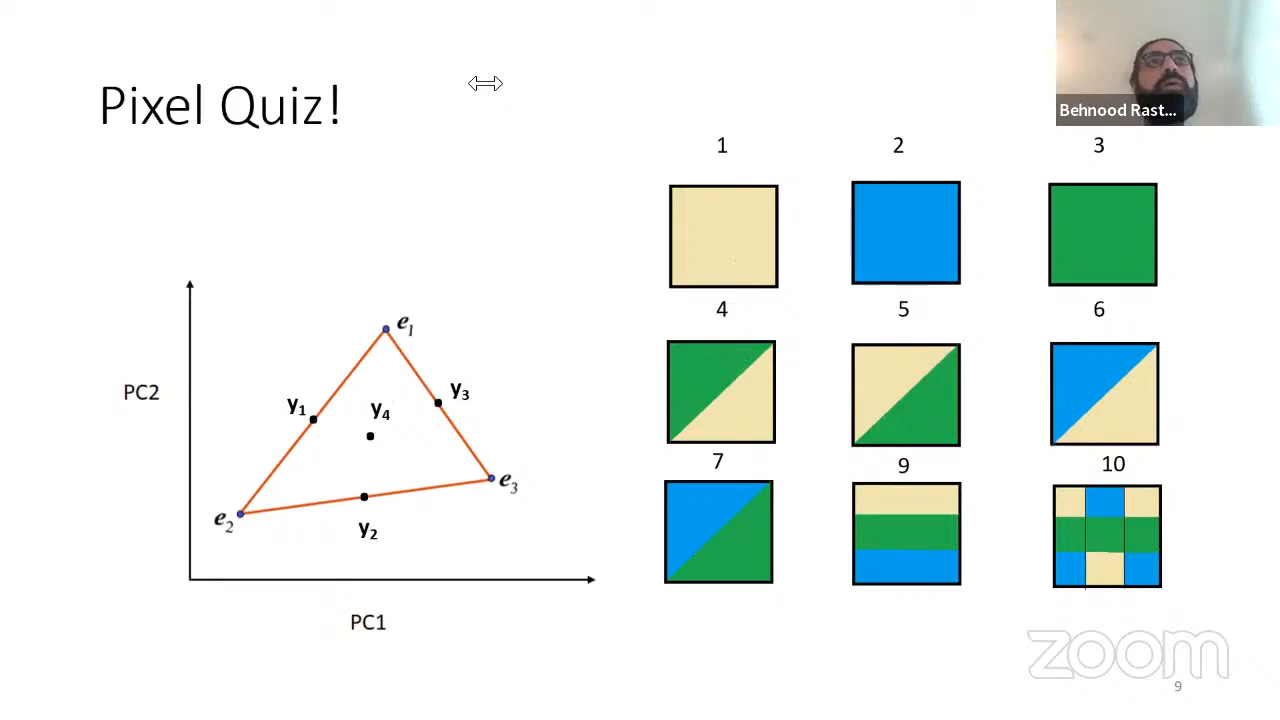 Pixel Quiz!
Behnood Rast...
1
2
3
4
5
6
7
9
10
PC2
e1
y1
y3
y4
e2
e3
y2
PC1
zoom
9